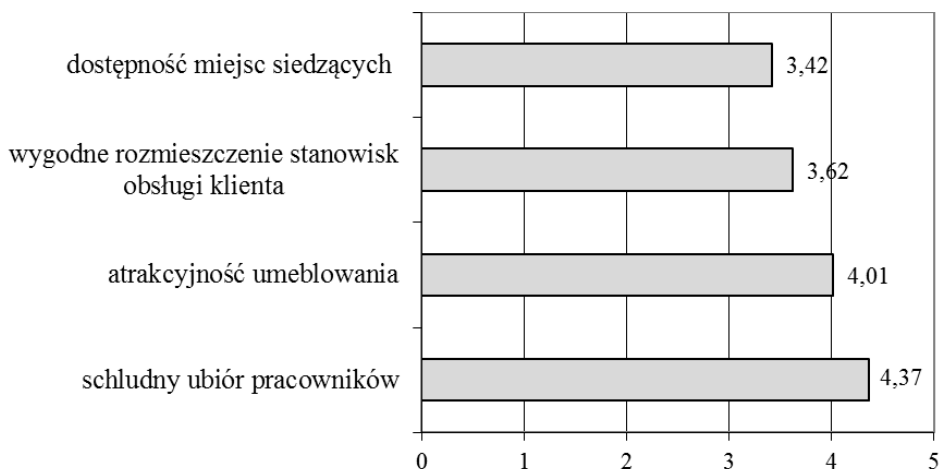 dostępność miejsc siedzących
3,42
wygodne rozmieszczenie stanowisk
obsługi klienta
3,62
atrakcyjność umeblowania
4,01
schludny ubiór pracowników
4,37
0 1 2 3 4 5